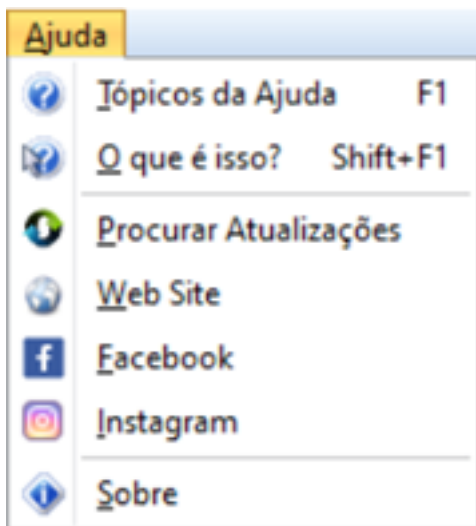 Ajuda
Tópicos da Ajuda F1
O que é isso? Shift+F1
Procurar Atualizações
Web Site
Facebook
Instagram
Sobre